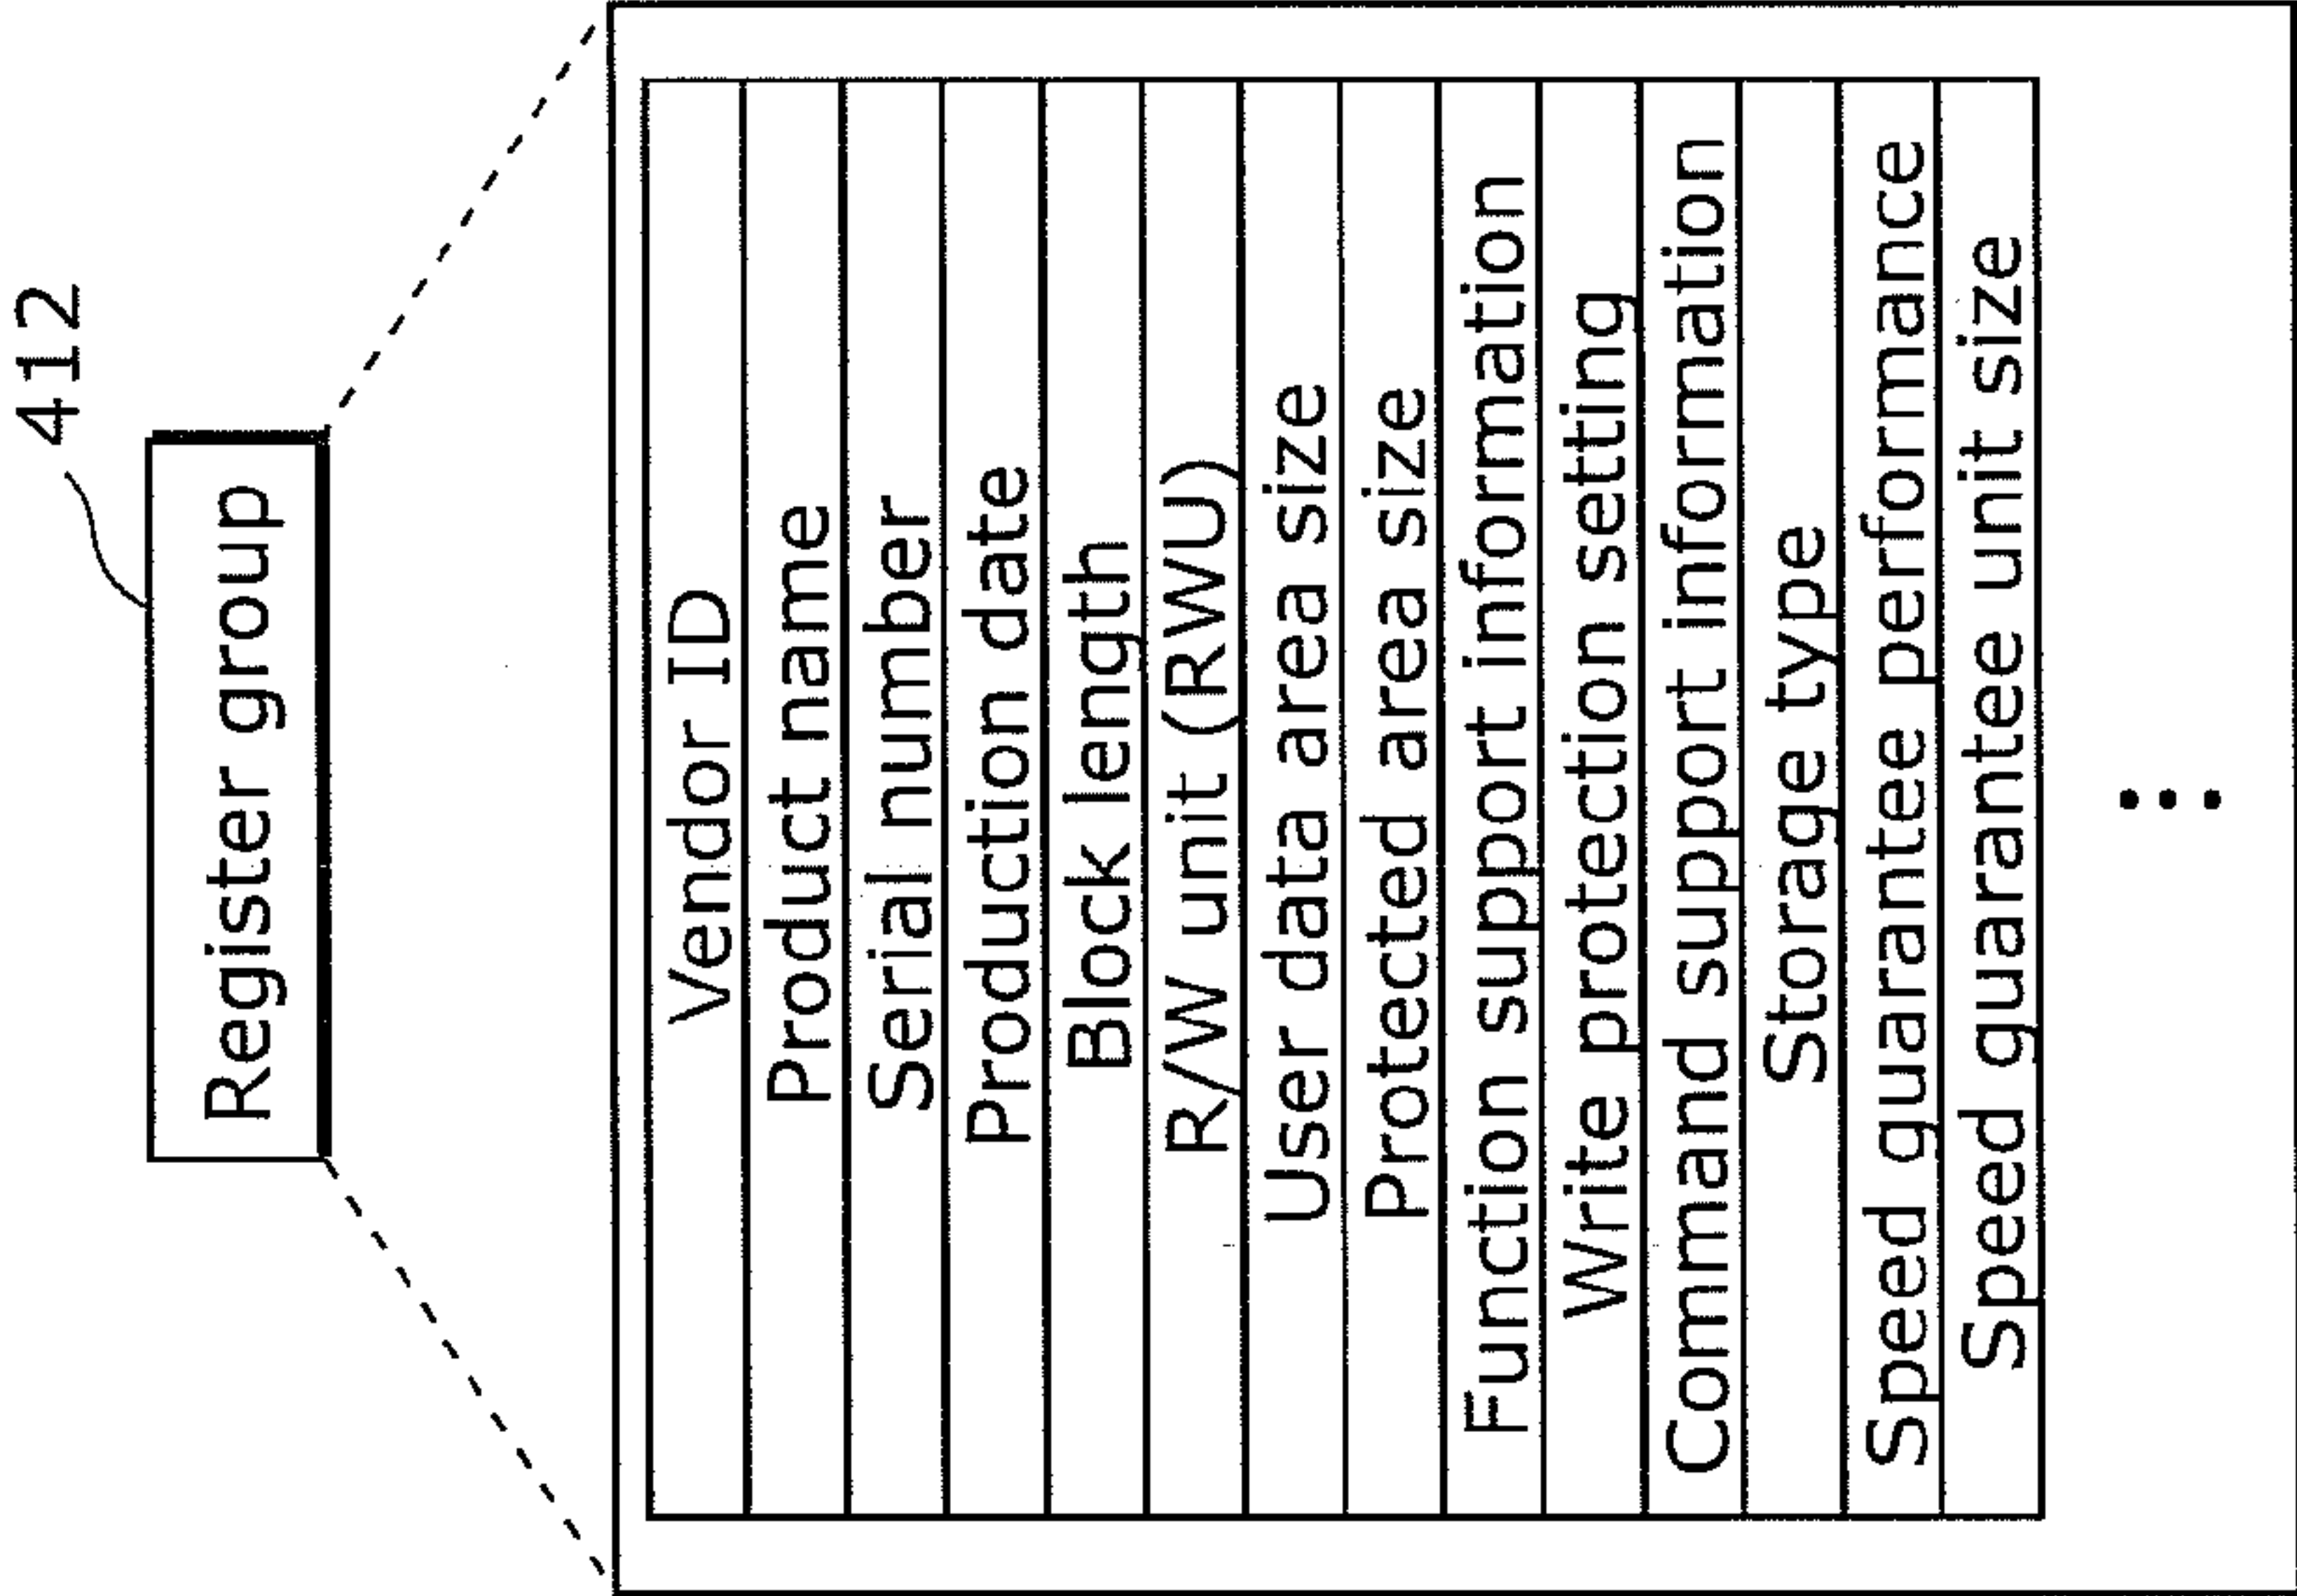 412
Register group
Vendor ID
Product name
Serial number
Production date
Block length
R/W unit (RWU)
User data area size
Protected area size
Function support information
Write protection setting
Command support information
Storage type
Speed guarantee performance
Speed guarantee unit size